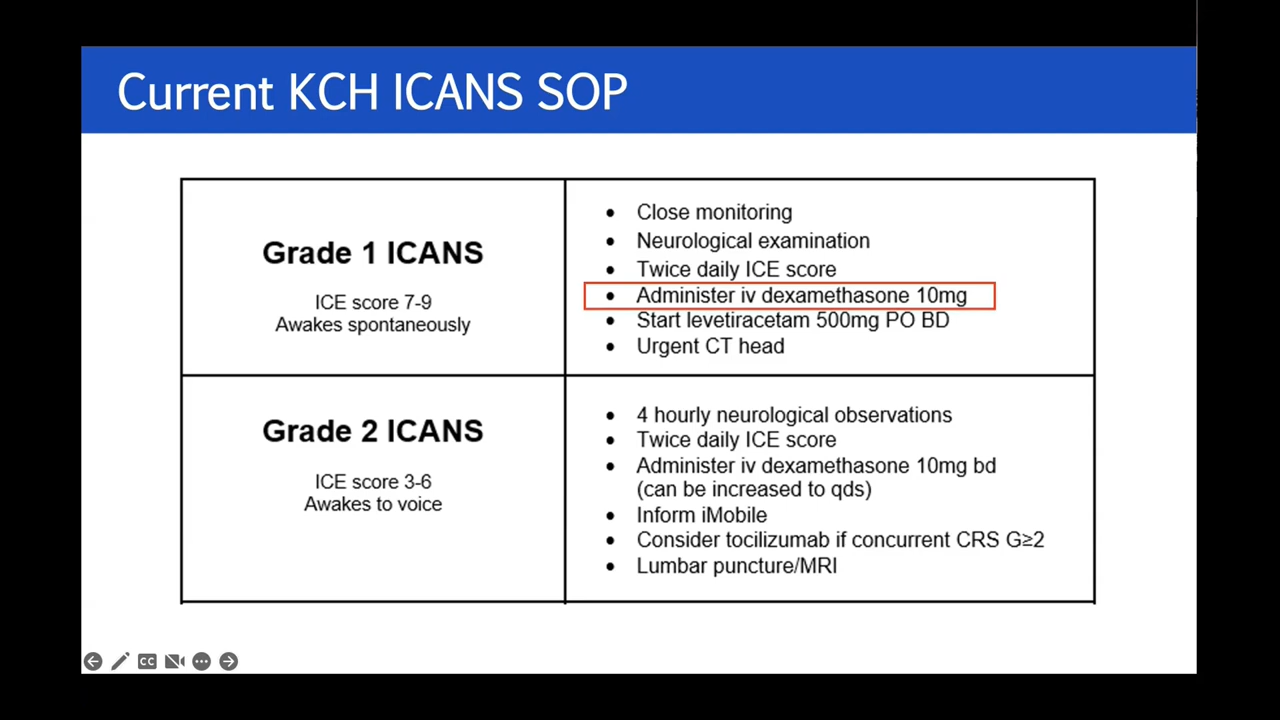 Current KCH ICANS SOP
Grade 1 ICANS
ICE score 7-9
Awakes spontaneously
• Close monitoring
• Neurological examination
• Twice daily ICE score
• Administer iv dexamethasone 10mg
• Start levetiracetam 500mg PO BD
• Urgent CT head
Grade 2 ICANS
ICE score 3-6
Awakes to voice
• 4 hourly neurological observations
• Twice daily ICE score
• Administer iv dexamethasone 10mg bd
(can be increased to qds)
• Inform iMobile
• Consider tocilizumab if concurrent CRS G≥2
• Lumbar puncture/MRI
CC